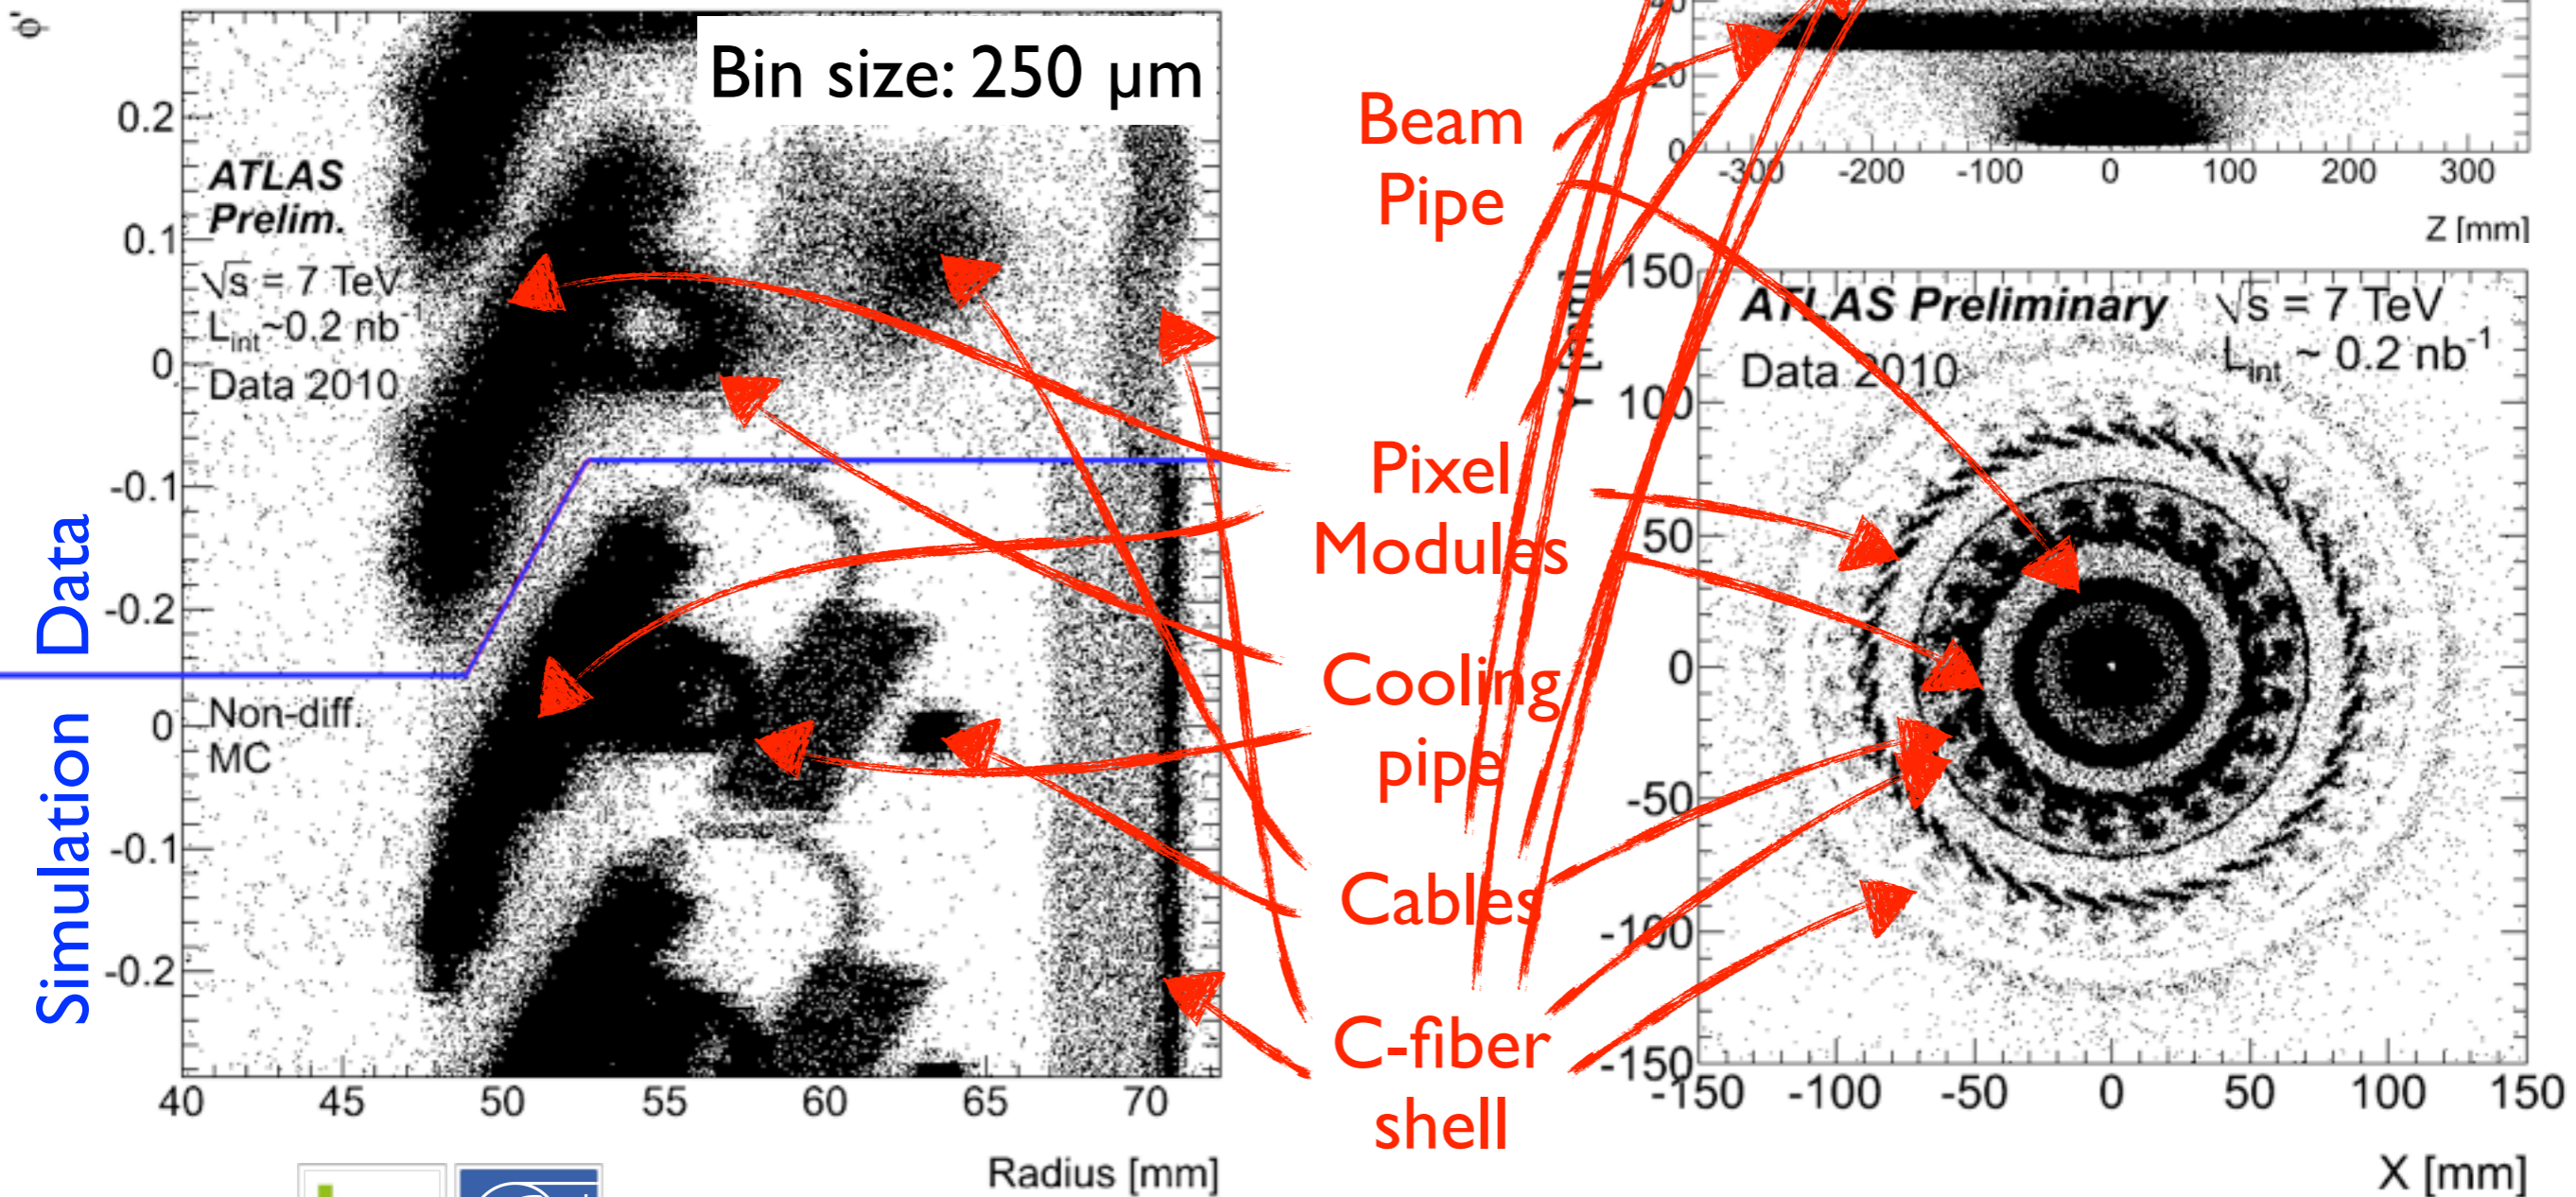 Bin size: 250 µm
ϕ'
0.2
0.1
0
-0.1
-0.2
0
-0.1
-0.2
ATLAS
Prelim.
√s = 7 TeV
L_int ~0.2 nb⁻¹
Data 2010
Simulation Data
Non-diff.
MC
40 45 50 55 60 65 70
Radius [mm]
Beam
Pipe
Pixel
Modules
Cooling
pipe
Cables
C-fiber
shell
20
0
-300 -200 -100 0 100 200 300
Z [mm]
Y [mm]
150
100
50
0
-50
-100
-150
ATLAS Preliminary
Data 2010
√s = 7 TeV
L_int ~ 0.2 nb⁻¹
-150 -100 -50 0 50 100 150
X [mm]